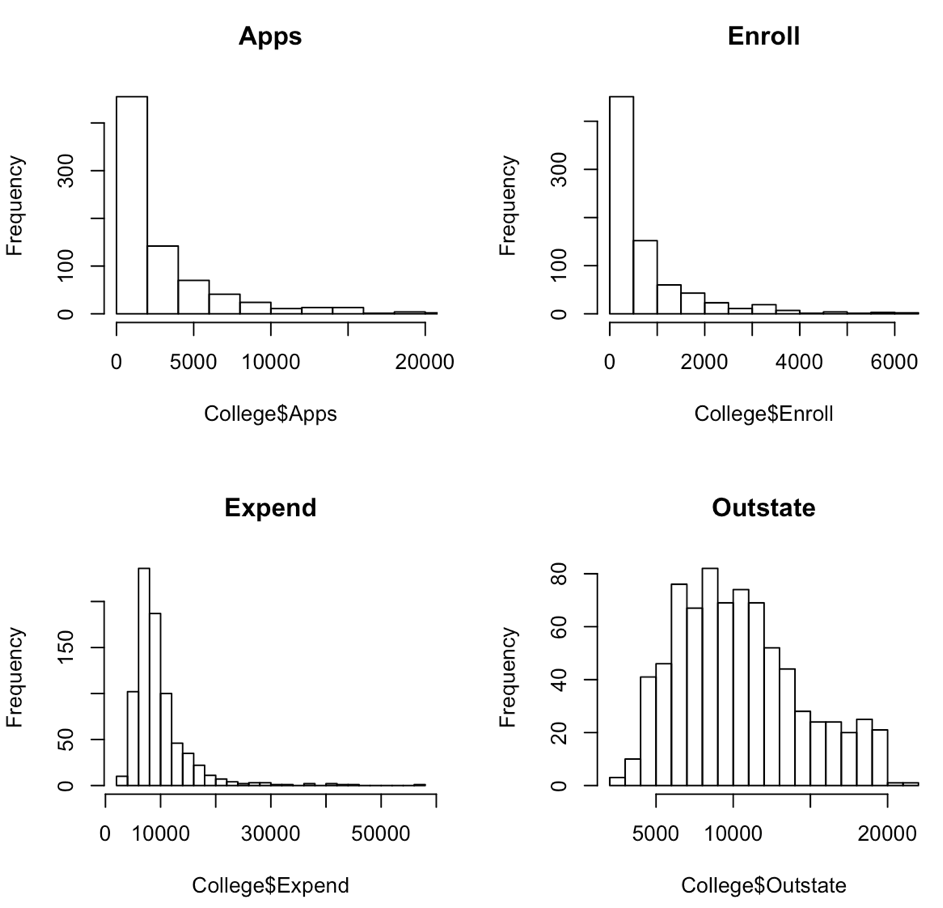 Apps
Frequency
0 100 300
0 5000 10000 20000
College$Apps
Enroll
Frequency
0 100 300
0 2000 4000 6000
College$Enroll
Expend
Frequency
0 50 150
10000 30000 50000
College$Expend
Outstate
Frequency
0 20 40 60 80
5000 10000 20000
College$Outstate